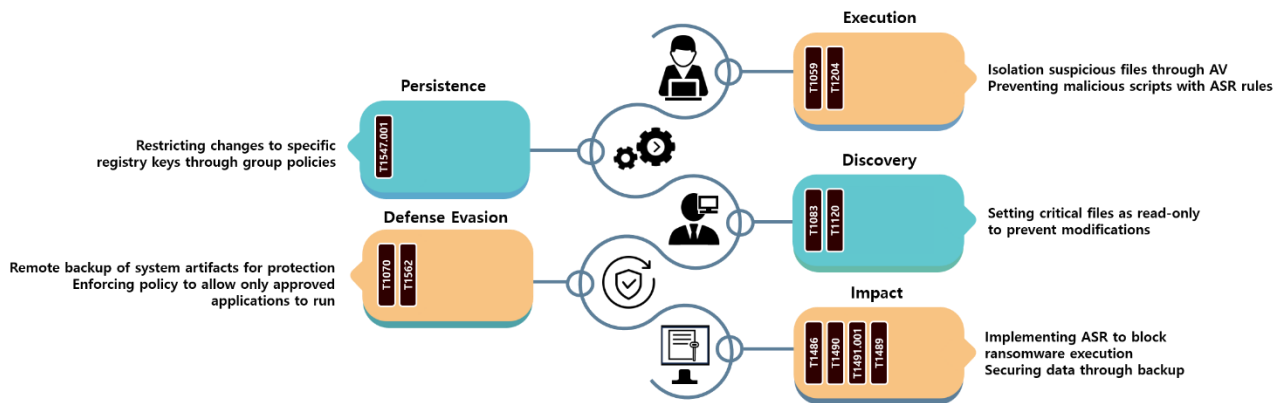 Execution
T1059
T1204
Isolation suspicious files through AV
Preventing malicious scripts with ASR rules
Persistence
T1547.001
Restricting changes to specific
registry keys through group policies
Discovery
T1083
T1120
Setting critical files as read-only
to prevent modifications
Defense Evasion
T1070
T1562
Remote backup of system artifacts for protection
Enforcing policy to allow only approved
applications to run
Impact
T1486
T1490
T1491.001
T1489
Implementing ASR to block
ransomware execution
Securing data through backup